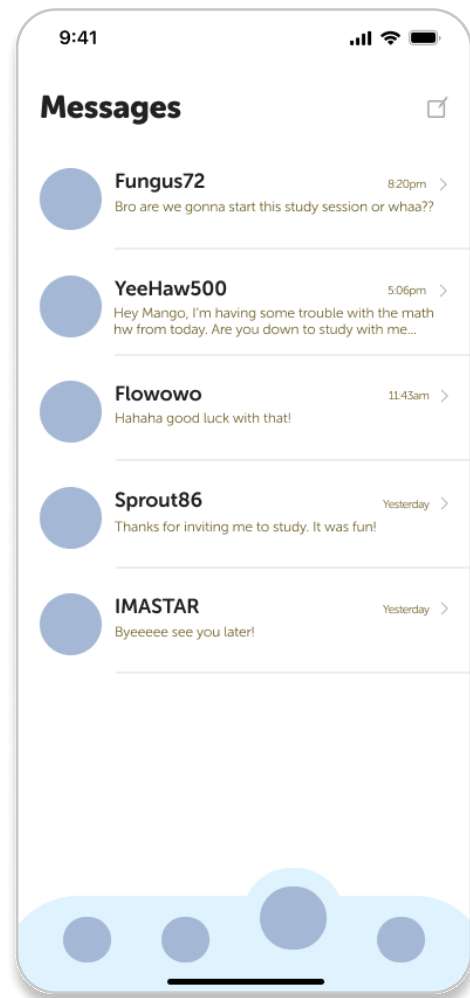 9:41
Messages
Fungus72
8:20pm
Bro are we gonna start this study session or whaa??
YeeHaw500
5:06pm
Hey Mango, I'm having some trouble with the math
hw from today. Are you down to study with me...
Flowowo
11:43am
Hahaha good luck with that!
Sprout86
Yesterday
Thanks for inviting me to study. It was fun!
IMASTAR
Yesterday
Byeeeee see you later!